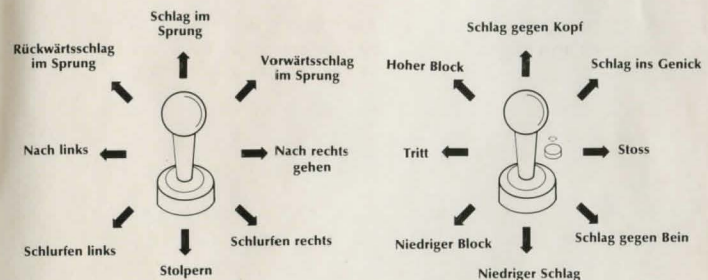 Schlag im
Sprung
Rückwärtsschlag
im Sprung
Vorwärtsschlag
im Sprung
Nach links
Nach rechts
gehen
Schlurfen links
Schlurfen rechts
Stolpern
Schlag gegen Kopf
Hoher Block
Schlag ins Genick
Tritt
Stoss
Niedriger Block
Schlag gegen Bein
Niedriger Schlag